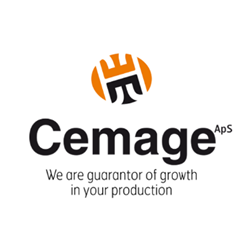 Cemage ApS
We are guarantor of growth
in your production